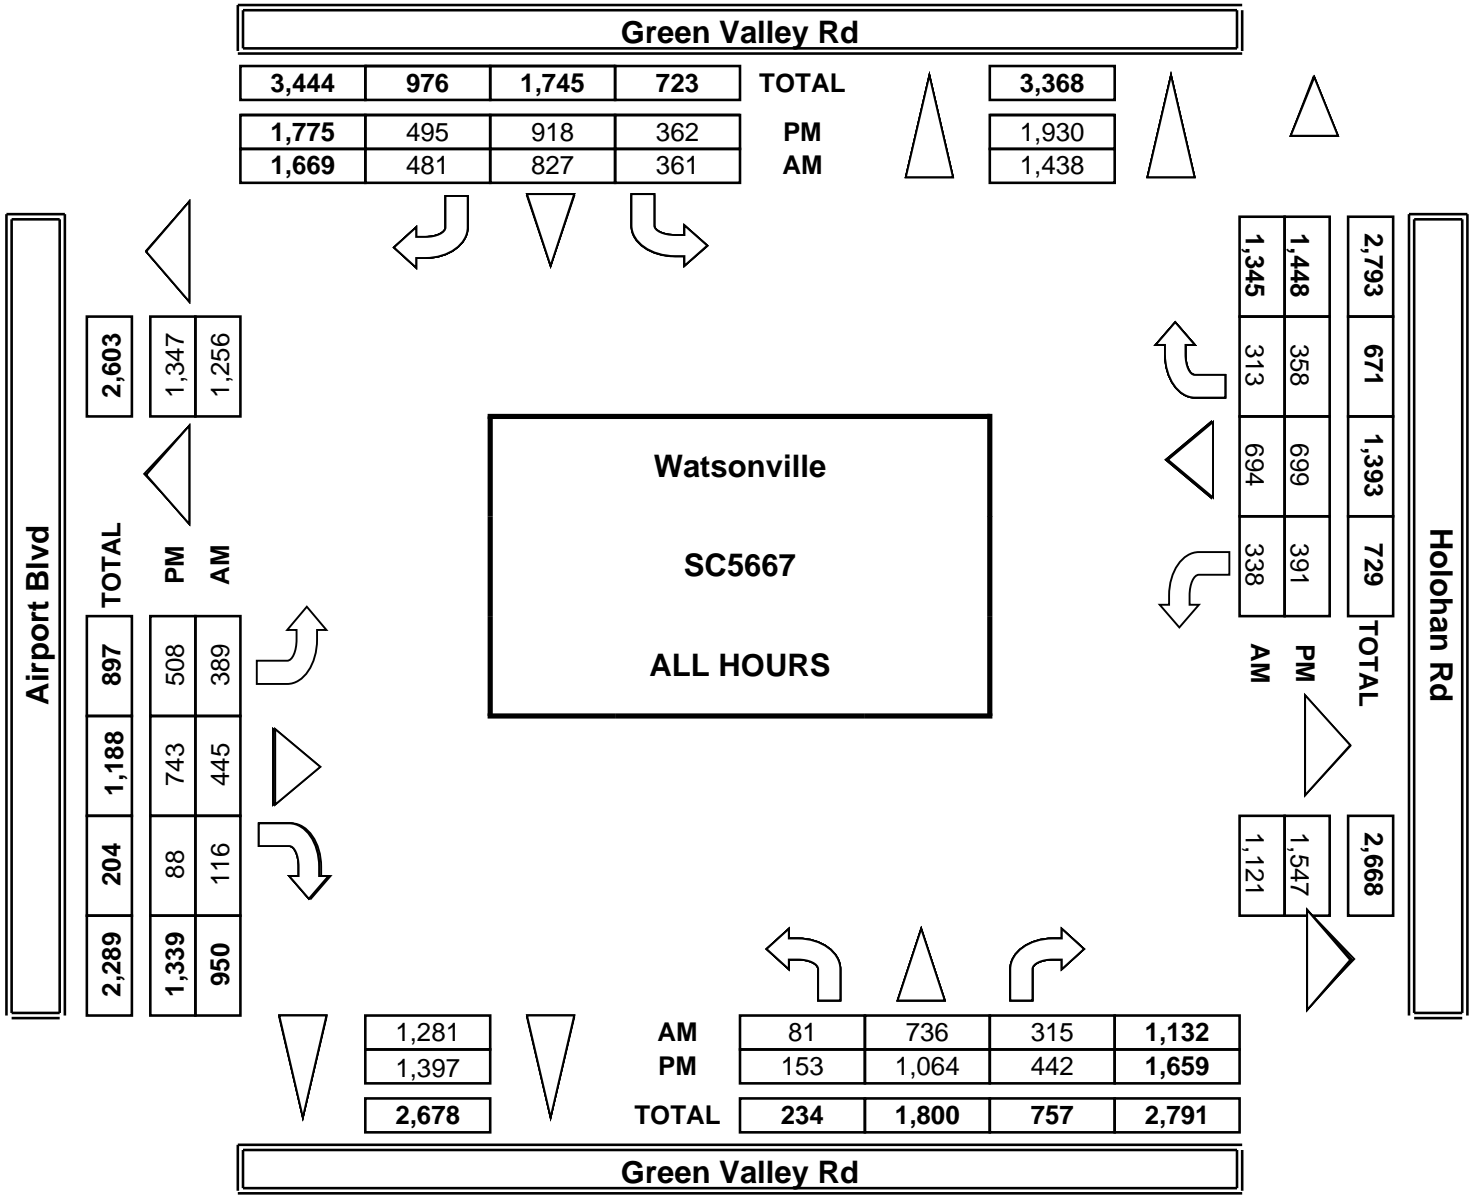 Green Valley Rd
3,444 976 1,745 723 TOTAL 3,368
1,775 495 918 362 PM 1,930
1,669 481 827 361 AM 1,438
Airport Blvd
2,603 1,347 1,256
TOTAL PM AM
897 508 389
1,188 743 445
204 88 116
2,289 1,339 950
Watsonville
SC5667
ALL HOURS
1,345 1,448 2,793
313 358 671
694 699 1,393
338 391 729
AM PM TOTAL
1,121 1,547 2,668
Holohan Rd
1,281 AM 81 736 315 1,132
1,397 PM 153 1,064 442 1,659
2,678 TOTAL 234 1,800 757 2,791
Green Valley Rd